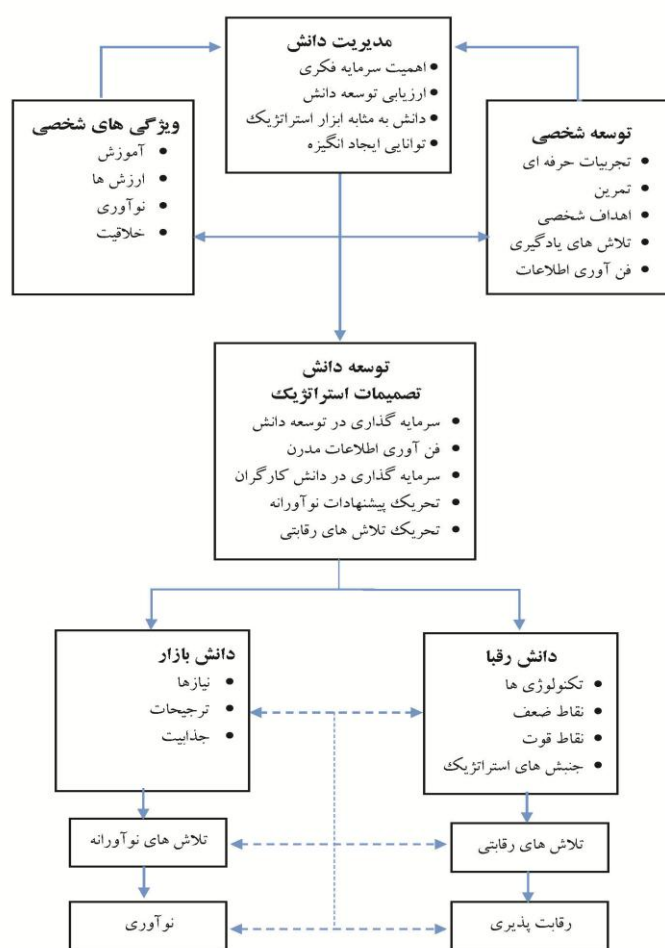 مدیریت دانش
• اهمیت سرمایه فکری
• ارزیابی توسعه دانش
• دانش به مثابه ابزار استراتژیک
• توانایی ایجاد انگیزه
توسعه شخصی
• تجربیات حرفه ای
• تمرین
• اهداف شخصی
• تلاش های یادگیری
• فن آوری اطلاعات
ویژگی های شخصی
• آموزش
• ارزش ها
• نوآوری
• خلاقیت
توسعه دانش
تصمیمات استراتژیک
• سرمایه گذاری در توسعه دانش
• فن آوری اطلاعات مدرن
• سرمایه گذاری در دانش کارگران
• تحریک پیشنهادات نوآورانه
• تحریک تلاش های رقابتی
دانش رقبا
• تکنولوژی ها
• نقاط ضعف
• نقاط قوت
• جنبش های استراتژیک
دانش بازار
• نیازها
• ترجیحات
• جذابیت
تلاش های رقابتی
تلاش های نوآورانه
رقابت پذیری
نوآوری